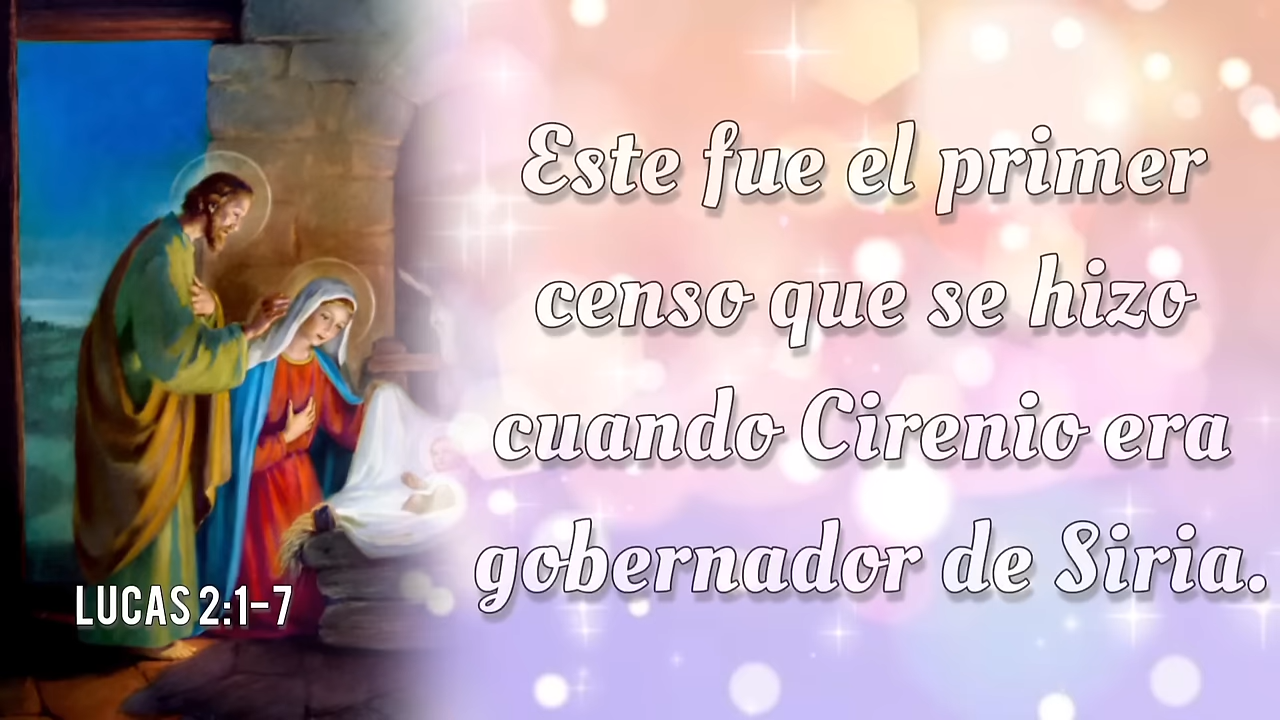 Este fue el primer
censo que se hizo
cuando Cirenio era
gobernador de Siria.
LUCAS 2:1-7